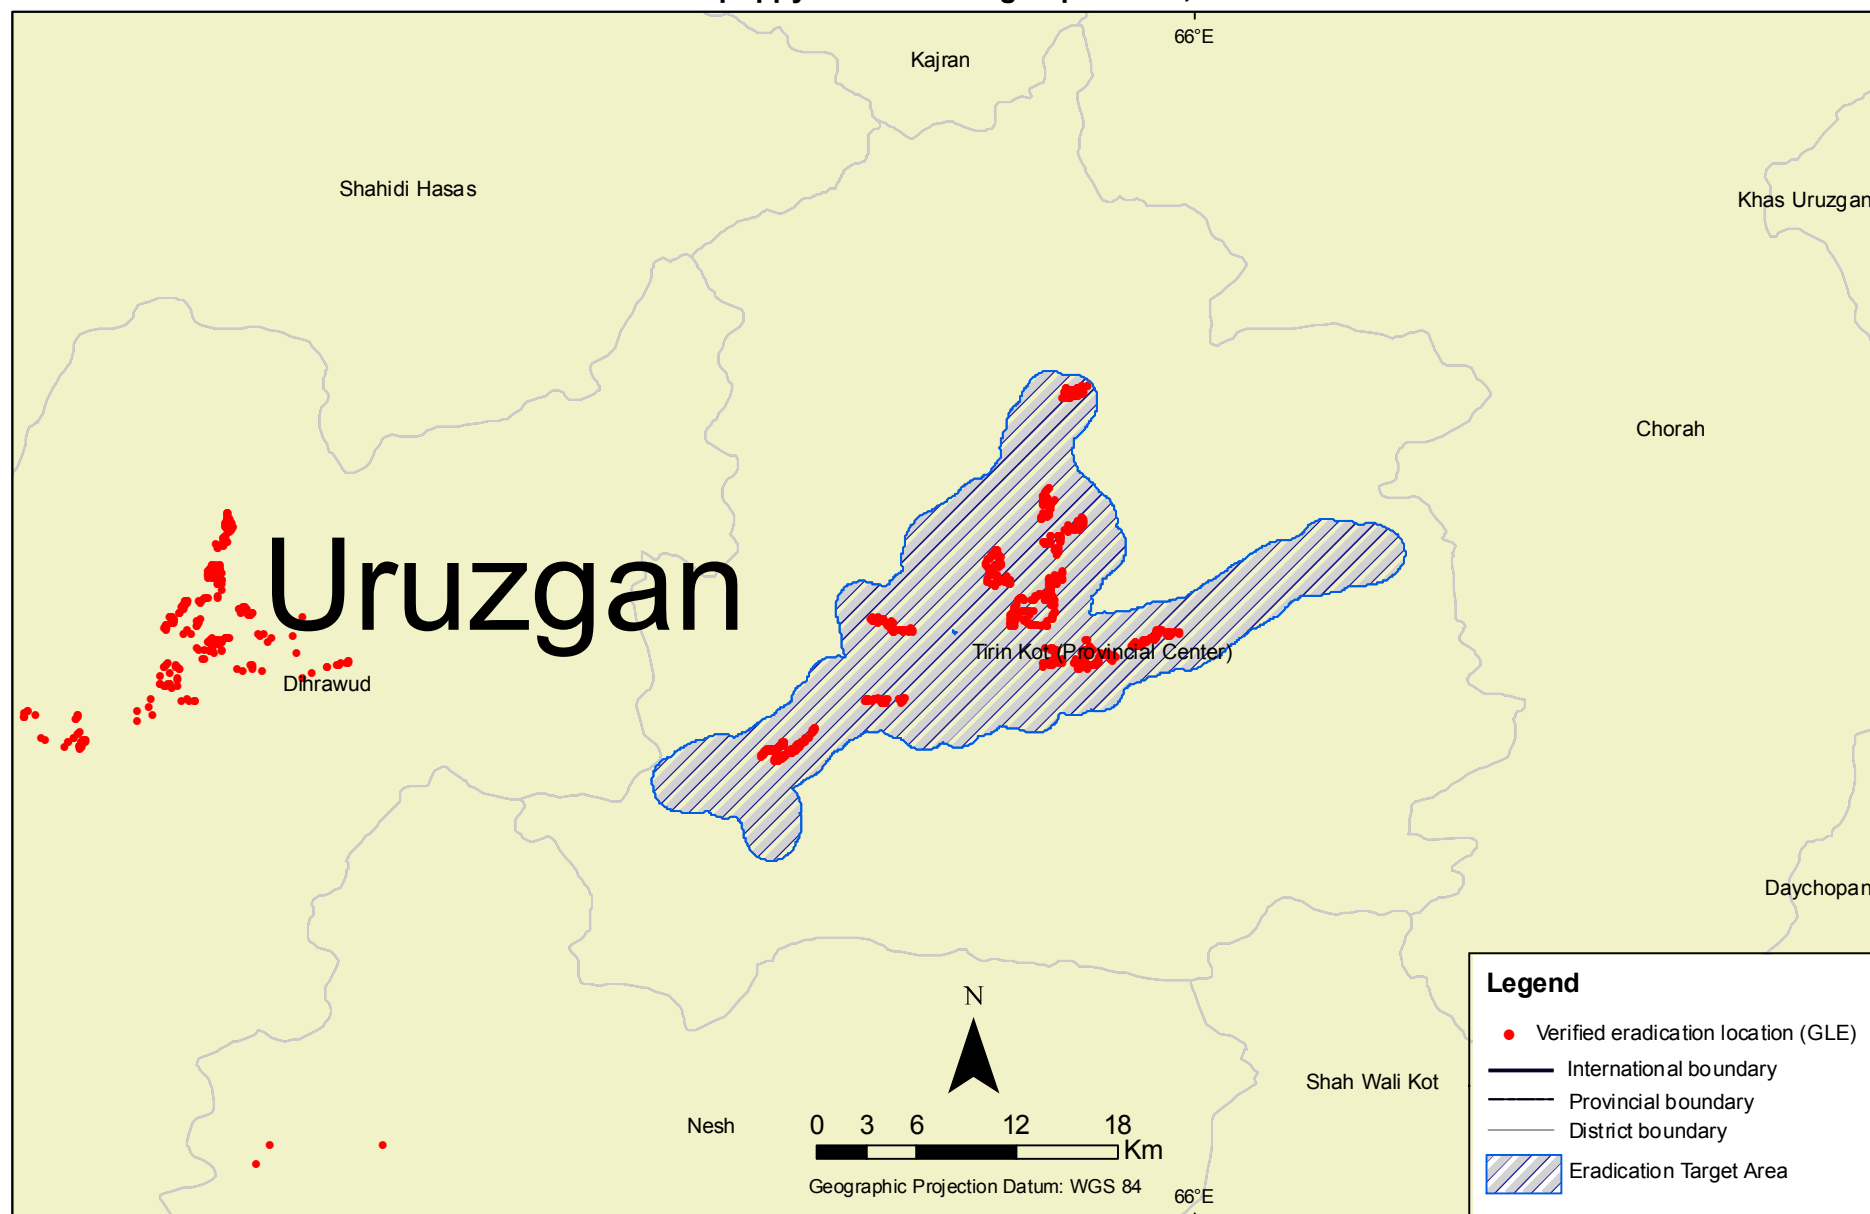 66°E
Kajran
Shahidi Hasas
Khas Uruzgan
Chorah
Uruzgan
Tirin Kot (Provincial Center)
Dihrawud
Daychopan
Legend
N
Verified eradication location (GLE)
International boundary
Shah Wali Kot
Provincial boundary
Nesh
0 3 6 12 18
District boundary
Km
Eradication Target Area
Geographic Projection Datum: WGS 84
66°E